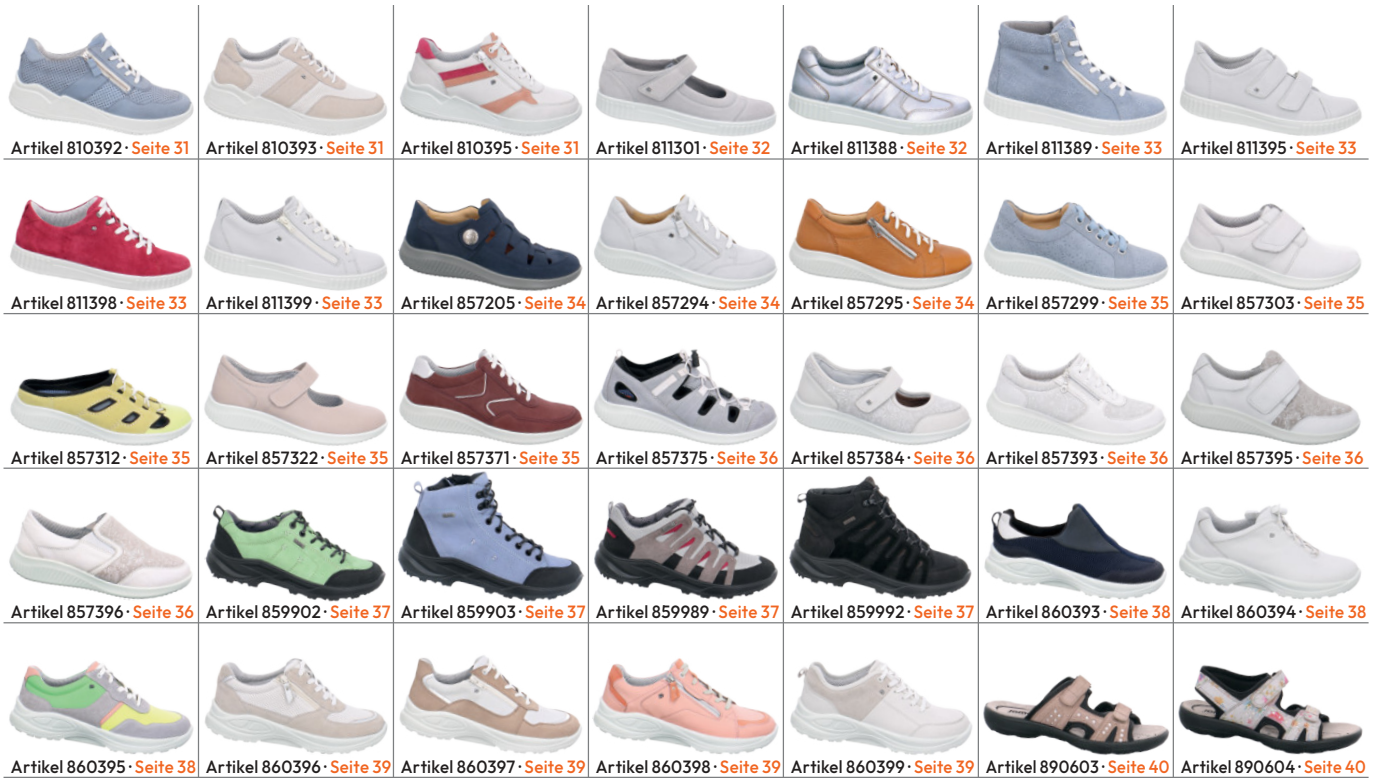 Artikel 810392 · Seite 31
Artikel 810393 · Seite 31
Artikel 810395 · Seite 31
Artikel 811301 · Seite 32
Artikel 811388 · Seite 32
Artikel 811389 · Seite 33
Artikel 811395 · Seite 33
Artikel 811398 · Seite 33
Artikel 811399 · Seite 33
Artikel 857205 · Seite 34
Artikel 857294 · Seite 34
Artikel 857295 · Seite 34
Artikel 857299 · Seite 35
Artikel 857303 · Seite 35
Artikel 857312 · Seite 35
Artikel 857322 · Seite 35
Artikel 857371 · Seite 35
Artikel 857375 · Seite 36
Artikel 857384 · Seite 36
Artikel 857393 · Seite 36
Artikel 857395 · Seite 36
Artikel 857396 · Seite 36
Artikel 859902 · Seite 37
Artikel 859903 · Seite 37
Artikel 859989 · Seite 37
Artikel 859992 · Seite 37
Artikel 860393 · Seite 38
Artikel 860394 · Seite 38
Artikel 860395 · Seite 38
Artikel 860396 · Seite 39
Artikel 860397 · Seite 39
Artikel 860398 · Seite 39
Artikel 860399 · Seite 39
Artikel 890603 · Seite 40
Artikel 890604 · Seite 40